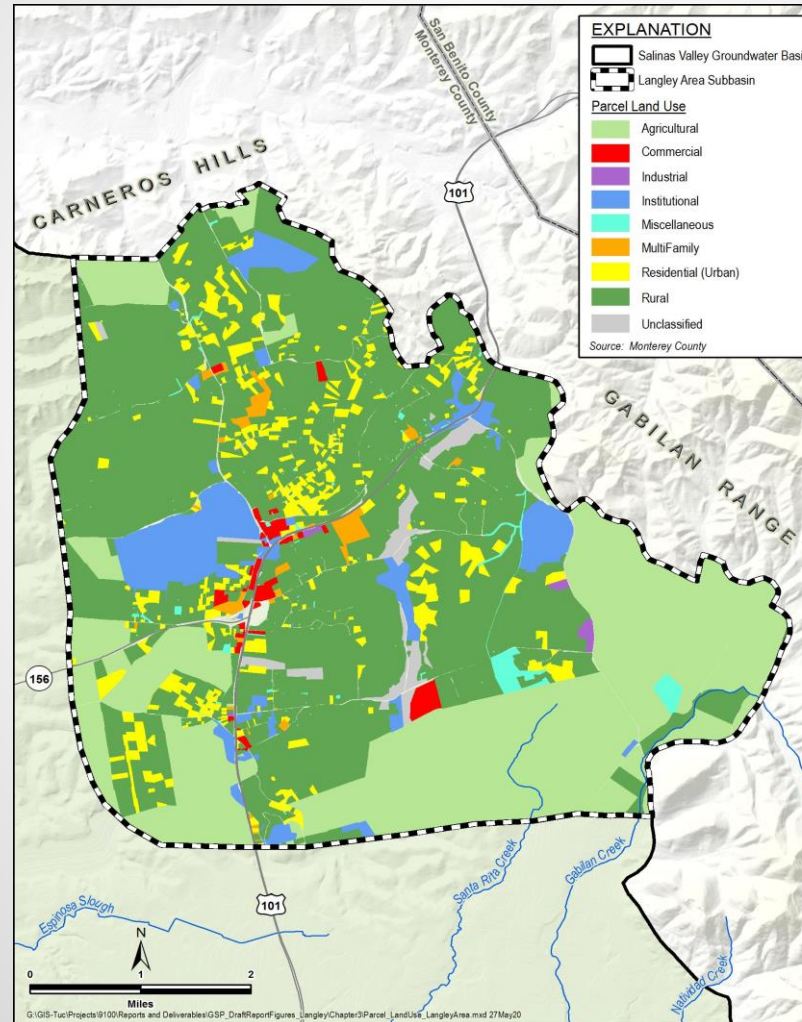 San Benito County
Monterey County
EXPLANATION
Salinas Valley Groundwater Basi
Langley Area Subbasin
Parcel Land Use
Agricultural
Commercial
Industrial
Institutional
Miscellaneous
MultiFamily
Residential (Urban)
Rural
Unclassified
Source: Monterey County
CARNEROS HILLS
101
GABILAN RANGE
156
101
Santa Rita Creek
Gabilan Creek
Espinosa Slough
Natividad Creek
N
0 1 2
Miles
G:\GIS-Tuc\Projects\9100\Reports and Deliverables\GSP_DraftReportFigures_Langley\Chapter3\Parcel_LandUse_LangleyArea.mxd 27May20